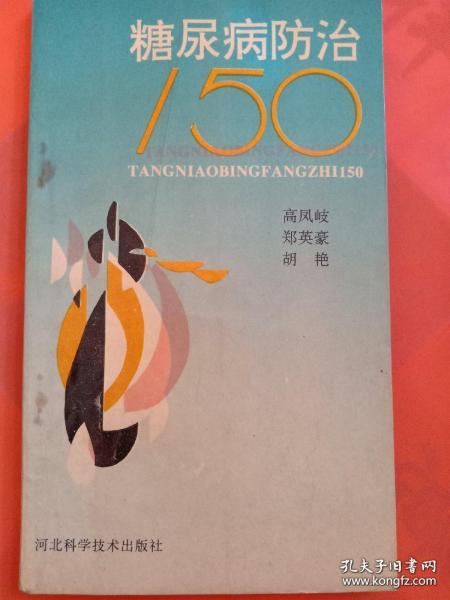 糖尿病防治
150
TANGNIAOBINGFANGZHI150
高凤岐
郑英豪
胡 艳
河北科学技术出版社
孔夫子旧书网
www.kongfz.com